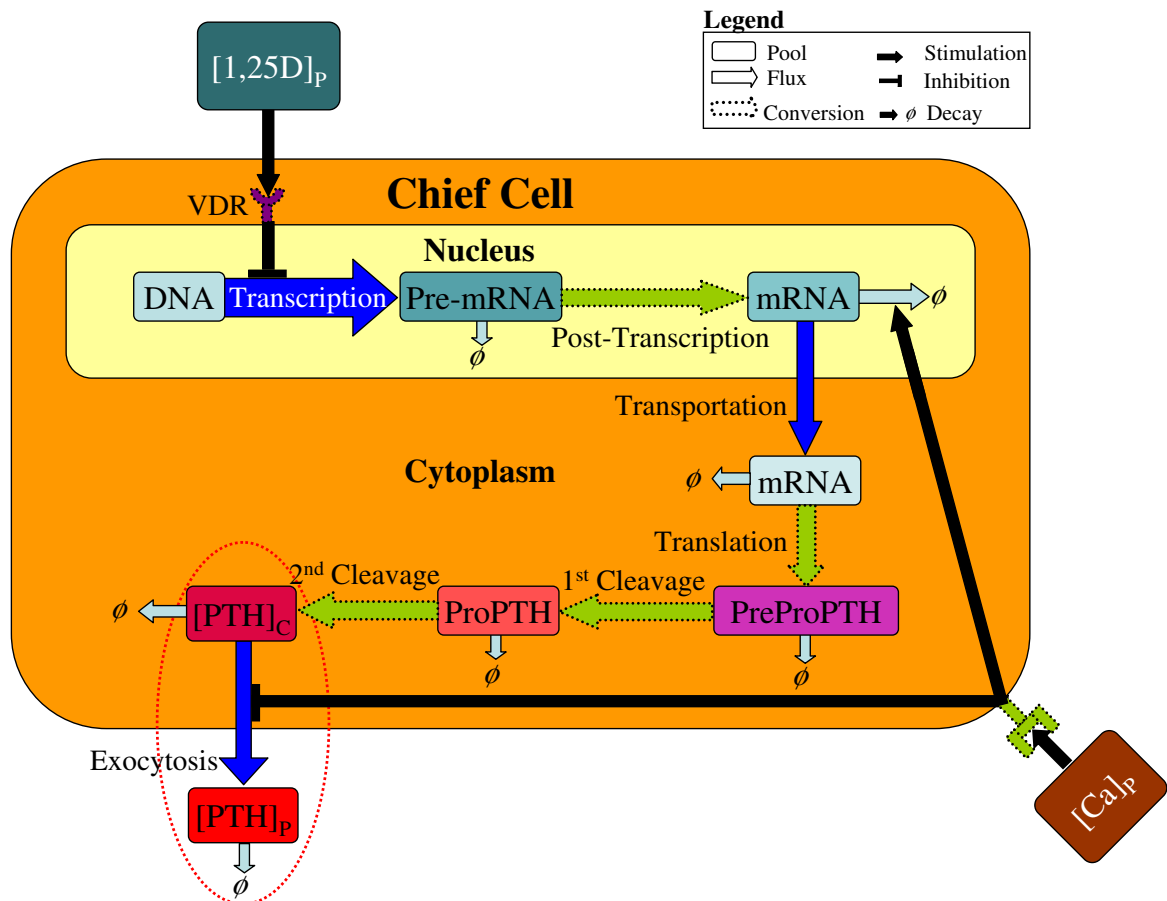 Legend
Pool
Flux
Conversion
Stimulation
Inhibition
ϕ Decay
[1,25D]P
Chief Cell
VDR
Nucleus
DNA
Transcription
Pre-mRNA
mRNA
ϕ
ϕ
Post-Transcription
Transportation
Cytoplasm
ϕ
mRNA
Translation
2nd Cleavage
1st Cleavage
ϕ
[PTH]C
ProPTH
PreProPTH
ϕ
ϕ
Exocytosis
[PTH]P
[Ca]P
ϕ